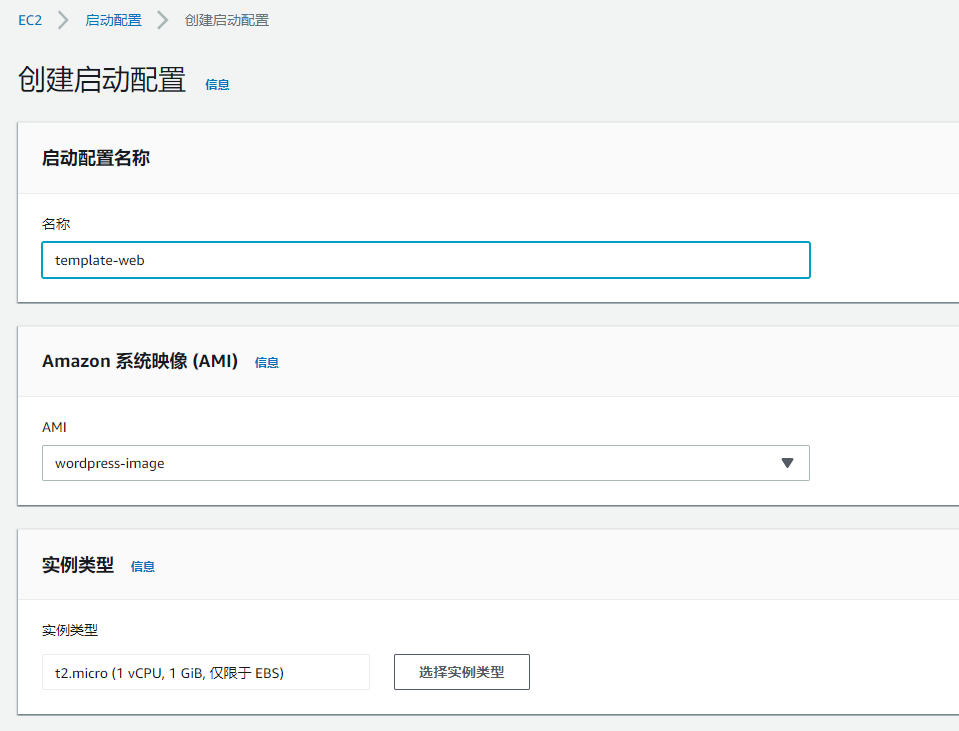 EC2 启动配置 创建启动配置
创建启动配置 信息
启动配置名称
名称
template-web
Amazon 系统映像 (AMI) 信息
AMI
wordpress-image
实例类型 信息
实例类型
t2.micro (1 vCPU, 1 GiB, 仅限于 EBS) 选择实例类型